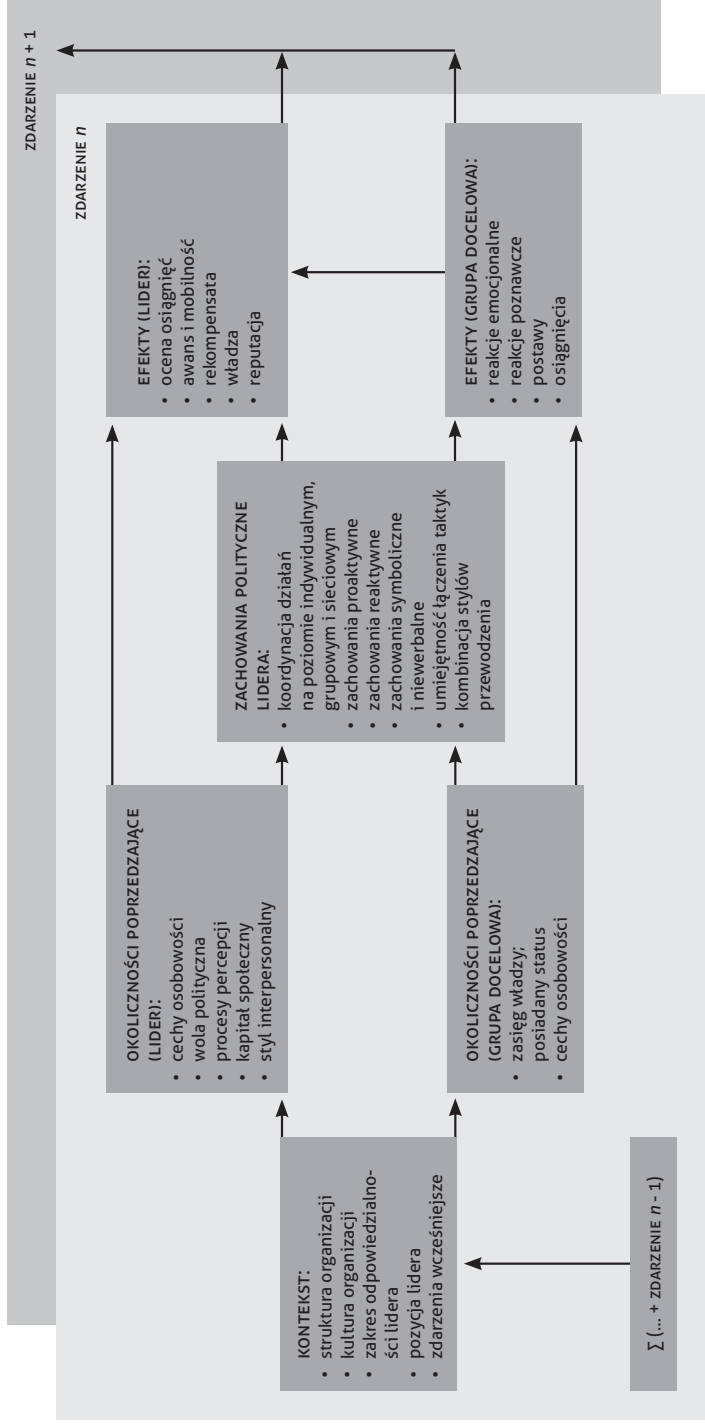 ZDARZENIE n + 1
ZDARZENIE n
KONTEKST:
• struktura organizacji
• kultura organizacji
• zakres odpowiedzialno-
ści lidera
• pozycja lidera
• zdarzenia wcześniejsze
∑ (... + ZDARZENIE n - 1)
OKOLICZNOŚCI POPRZEDZAJĄCE
(LIDER):
• cechy osobowości
• wola polityczna
• procesy percepcji
• kapitał społeczny
• styl interpersonalny
OKOLICZNOŚCI POPRZEDZAJĄCE
(GRUPA DOCELOWA):
• zasięg władzy;
posiadany status
• cechy osobowości
ZACHOWANIA POLITYCZNE
LIDERA:
• koordynacja działań
na poziomie indywidualnym,
grupowym i sieciowym
• zachowania proaktywne
• zachowania reaktywne
• zachowania symboliczne
i niewerbalne
• umiejętność łączenia taktyk
• kombinacja stylów
przewodzenia
EFEKTY (LIDER):
• ocena osiągnięć
• awans i mobilność
• rekompensata
• władza
• reputacja
EFEKTY (GRUPA DOCELOWA):
• reakcje emocjonalne
• reakcje poznawcze
• postawy
• osiągnięcia